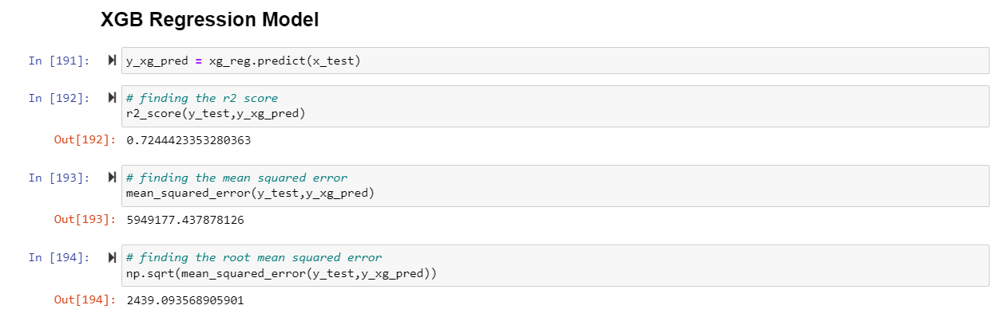 XGB Regression Model
In [191]: y_xg_pred = xg_reg.predict(x_test)
In [192]: # finding the r2 score
r2_score(y_test,y_xg_pred)
Out[192]: 0.7244423353280363
In [193]: # finding the mean squared error
mean_squared_error(y_test,y_xg_pred)
Out[193]: 5949177.437878126
In [194]: # finding the root mean squared error
np.sqrt(mean_squared_error(y_test,y_xg_pred))
Out[194]: 2439.093568905901